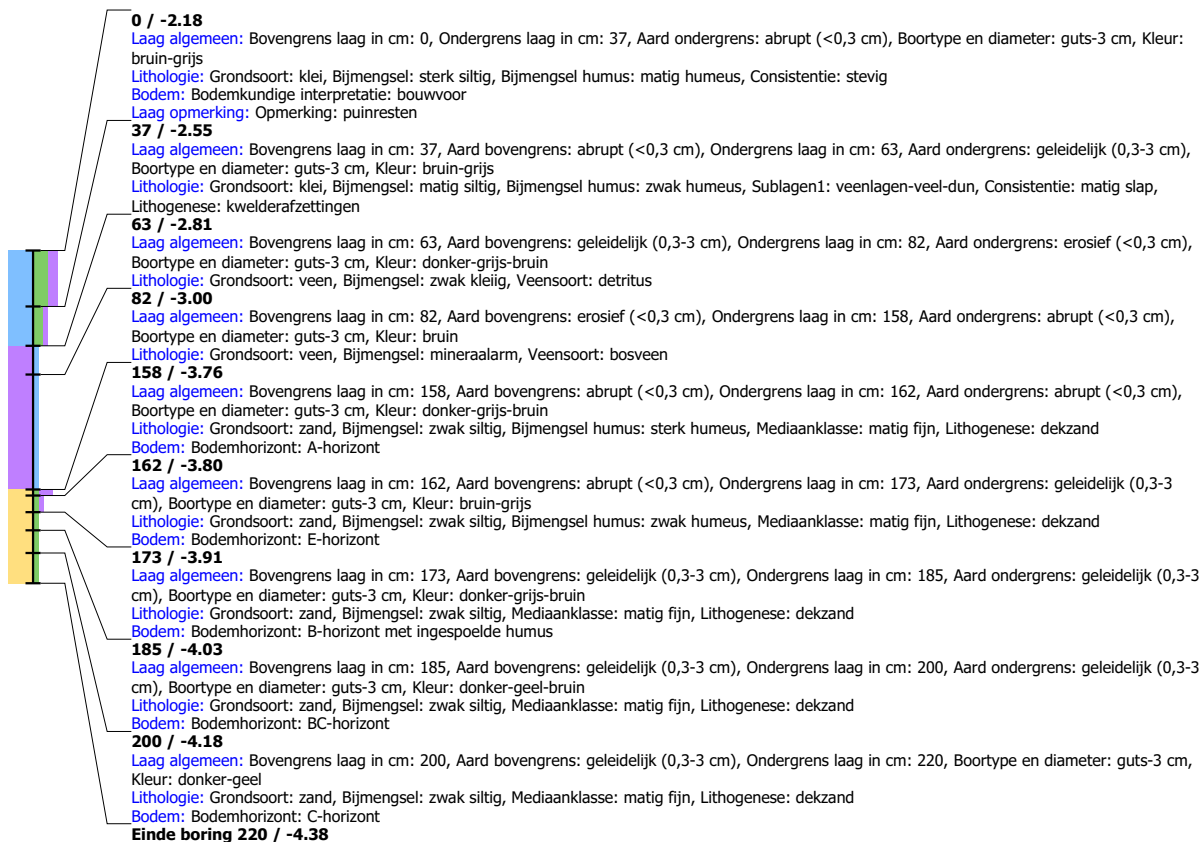 0 / -2.18
Laag algemeen: Bovengrens laag in cm: 0, Ondergrens laag in cm: 37, Aard ondergrens: abrupt (<0,3 cm), Boortype en diameter: guts-3 cm, Kleur:
bruin-grijs
Lithologie: Grondsoort: klei, Bijmengsel: sterk siltig, Bijmengsel humus: matig humeus, Consistentie: stevig
Bodem: Bodemkundige interpretatie: bouwvoor
Laag opmerking: Opmerking: puinresten
37 / -2.55
Laag algemeen: Bovengrens laag in cm: 37, Aard bovengrens: abrupt (<0,3 cm), Ondergrens laag in cm: 63, Aard ondergrens: geleidelijk (0,3-3 cm),
Boortype en diameter: guts-3 cm, Kleur: bruin-grijs
Lithologie: Grondsoort: klei, Bijmengsel: matig siltig, Bijmengsel humus: zwak humeus, Sublagen1: veenlagen-veel-dun, Consistentie: matig slap,
Lithogenese: kwelderafzettingen
63 / -2.81
Laag algemeen: Bovengrens laag in cm: 63, Aard bovengrens: geleidelijk (0,3-3 cm), Ondergrens laag in cm: 82, Aard ondergrens: erosief (<0,3 cm),
Boortype en diameter: guts-3 cm, Kleur: donker-grijs-bruin
Lithologie: Grondsoort: veen, Bijmengsel: zwak kleiig, Veensoort: detritus
82 / -3.00
Laag algemeen: Bovengrens laag in cm: 82, Aard bovengrens: erosief (<0,3 cm), Ondergrens laag in cm: 158, Aard ondergrens: abrupt (<0,3 cm),
Boortype en diameter: guts-3 cm, Kleur: bruin
Lithologie: Grondsoort: veen, Bijmengsel: mineraalarm, Veensoort: bosveen
158 / -3.76
Laag algemeen: Bovengrens laag in cm: 158, Aard bovengrens: abrupt (<0,3 cm), Ondergrens laag in cm: 162, Aard ondergrens: abrupt (<0,3 cm),
Boortype en diameter: guts-3 cm, Kleur: donker-grijs-bruin
Lithologie: Grondsoort: zand, Bijmengsel: zwak siltig, Bijmengsel humus: sterk humeus, Mediaanklasse: matig fijn, Lithogenese: dekzand
Bodem: Bodemhorizont: A-horizont
162 / -3.80
Laag algemeen: Bovengrens laag in cm: 162, Aard bovengrens: abrupt (<0,3 cm), Ondergrens laag in cm: 173, Aard ondergrens: geleidelijk (0,3-3
cm), Boortype en diameter: guts-3 cm, Kleur: bruin-grijs
Lithologie: Grondsoort: zand, Bijmengsel: zwak siltig, Bijmengsel humus: zwak humeus, Mediaanklasse: matig fijn, Lithogenese: dekzand
Bodem: Bodemhorizont: E-horizont
173 / -3.91
Laag algemeen: Bovengrens laag in cm: 173, Aard bovengrens: geleidelijk (0,3-3 cm), Ondergrens laag in cm: 185, Aard ondergrens: geleidelijk (0,3-3
cm), Boortype en diameter: guts-3 cm, Kleur: donker-grijs-bruin
Lithologie: Grondsoort: zand, Bijmengsel: zwak siltig, Mediaanklasse: matig fijn, Lithogenese: dekzand
Bodem: Bodemhorizont: B-horizont met ingespoelde humus
185 / -4.03
Laag algemeen: Bovengrens laag in cm: 185, Aard bovengrens: geleidelijk (0,3-3 cm), Ondergrens laag in cm: 200, Aard ondergrens: geleidelijk (0,3-3
cm), Boortype en diameter: guts-3 cm, Kleur: donker-geel-bruin
Lithologie: Grondsoort: zand, Bijmengsel: zwak siltig, Mediaanklasse: matig fijn, Lithogenese: dekzand
Bodem: Bodemhorizont: BC-horizont
200 / -4.18
Laag algemeen: Bovengrens laag in cm: 200, Aard bovengrens: geleidelijk (0,3-3 cm), Ondergrens laag in cm: 220, Boortype en diameter: guts-3 cm,
Kleur: donker-geel
Lithologie: Grondsoort: zand, Bijmengsel: zwak siltig, Mediaanklasse: matig fijn, Lithogenese: dekzand
Bodem: Bodemhorizont: C-horizont
Einde boring 220 / -4.38